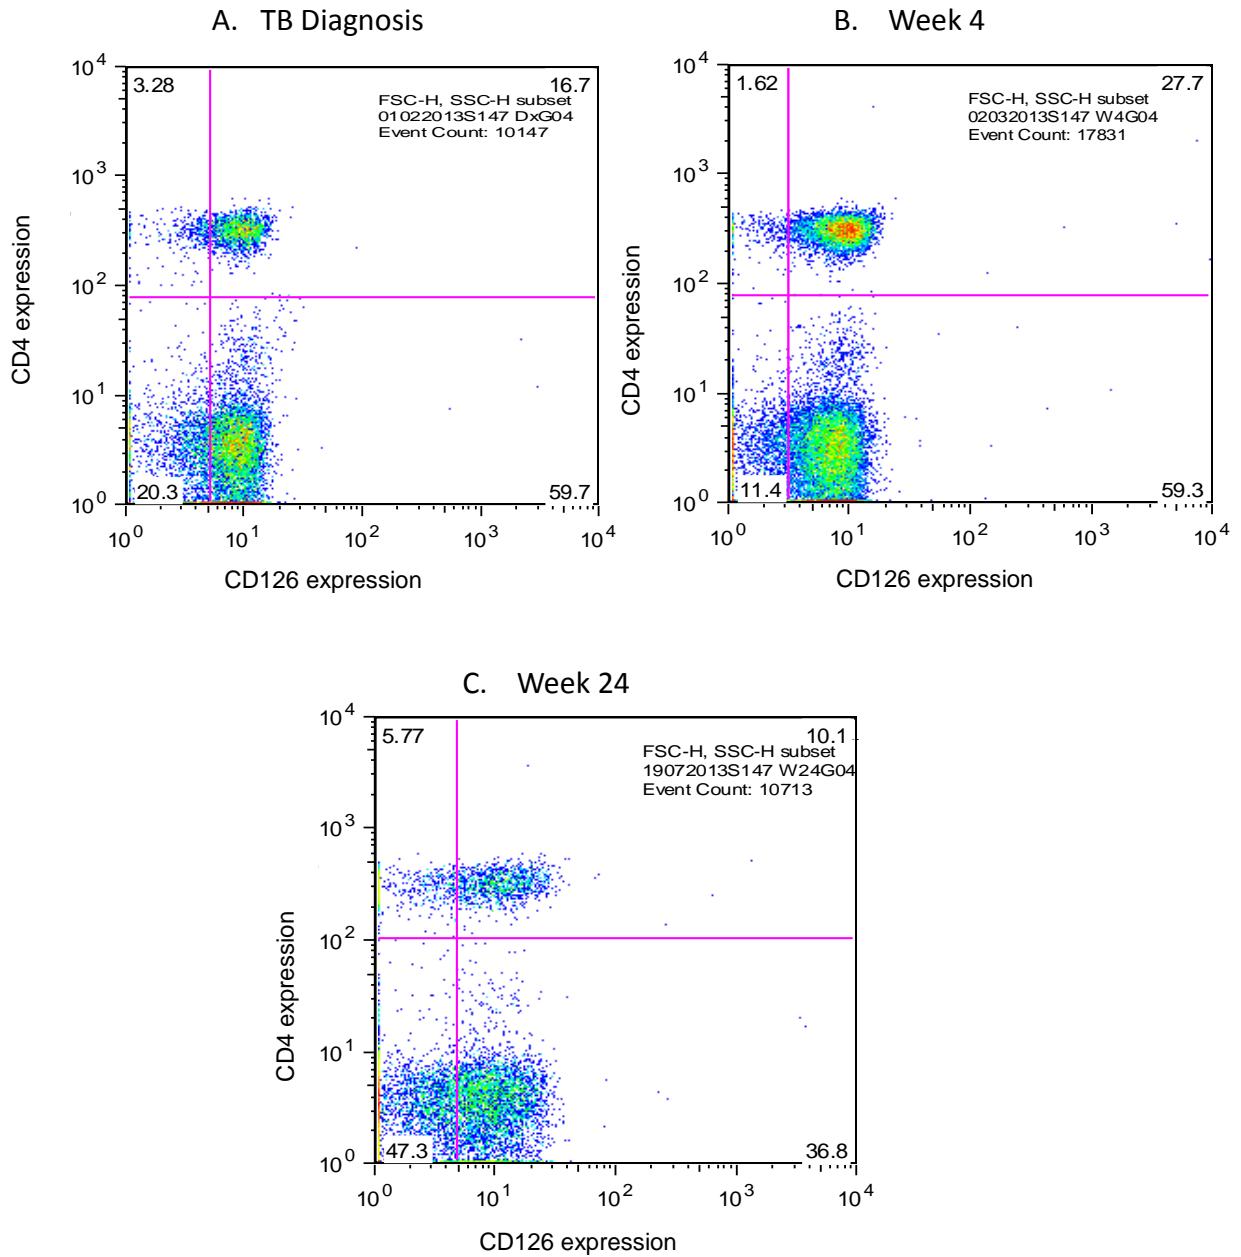 A. TB Diagnosis
10^4
3.28
16.7
FSC-H, SSC-H subset
01022013S147 DxG04
Event Count: 10147
10^3
CD4 expression
10^2
10^1
20.3
59.7
10^0
10^0 10^1 10^2 10^3 10^4
CD126 expression
B. Week 4
10^4
1.62
27.7
FSC-H, SSC-H subset
02032013S147 W4G04
Event Count: 17831
10^3
CD4 expression
10^2
10^1
11.4
59.3
10^0
10^0 10^1 10^2 10^3 10^4
CD126 expression
C. Week 24
10^4
5.77
10.1
FSC-H, SSC-H subset
19072013S147 W24G04
Event Count: 10713
10^3
CD4 expression
10^2
10^1
47.3
36.8
10^0
10^0 10^1 10^2 10^3 10^4
CD126 expression